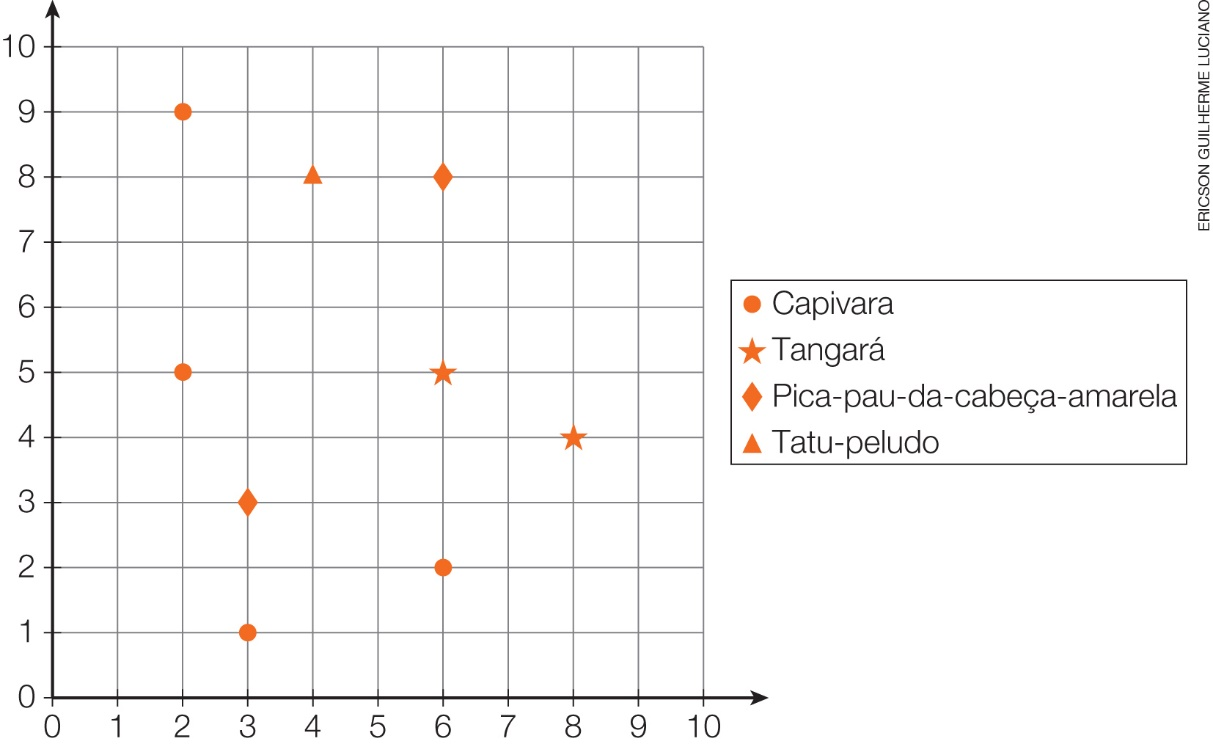 10
9
8
7
6
5
4
3
2
1
0
0 1 2 3 4 5 6 7 8 9 10
Capivara
Tangará
Pica-pau-da-cabeça-amarela
Tatu-peludo
ERICSON GUILHERME LUCIANO